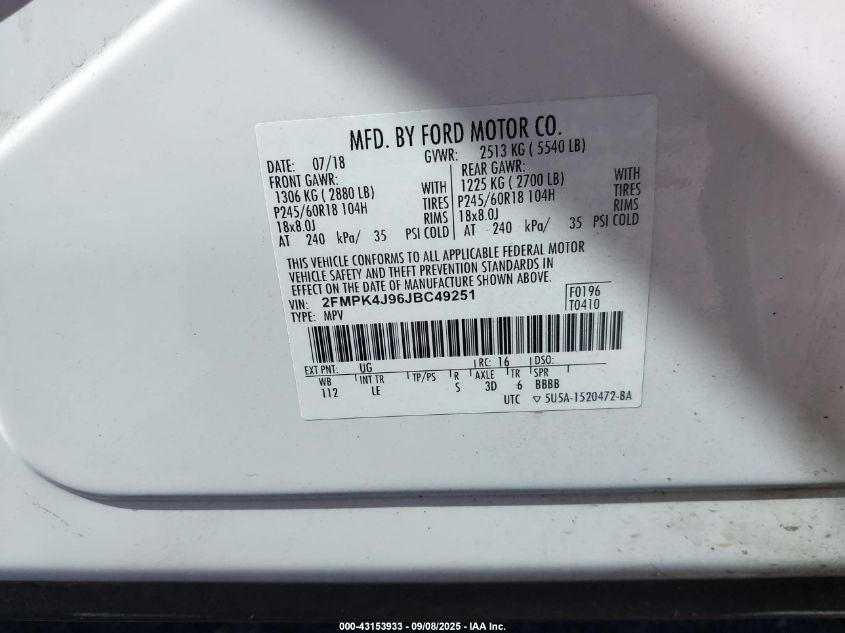 MFD. BY FORD MOTOR CO.
DATE: 07/18 GVWR: 2513 KG ( 5540 LB)
FRONT GAWR: REAR GAWR:
1306 KG ( 2880 LB) WITH 1225 KG ( 2700 LB) WITH
P245/60R18 104H TIRES P245/60R18 104H TIRES
18x8.0J RIMS 18x8.0J RIMS
AT 240 kPa/ 35 PSI COLD AT 240 kPa/ 35 PSI COLD
THIS VEHICLE CONFORMS TO ALL APPLICABLE FEDERAL MOTOR
VEHICLE SAFETY AND THEFT PREVENTION STANDARDS IN
EFFECT ON THE DATE OF MANUFACTURE SHOWN ABOVE.
VIN: 2FMPK4J96JBC49251 F0196
TYPE: MPV T0410
EXT PNT: UG RC: 16 DSO:
WB INT TR TP/PS R AXLE TR SPR
112 LE S 3D 6 BBBB
UTC ▽ 5U5A-1520472-BA
000-43153933 - 09/08/2025 - IAA Inc.